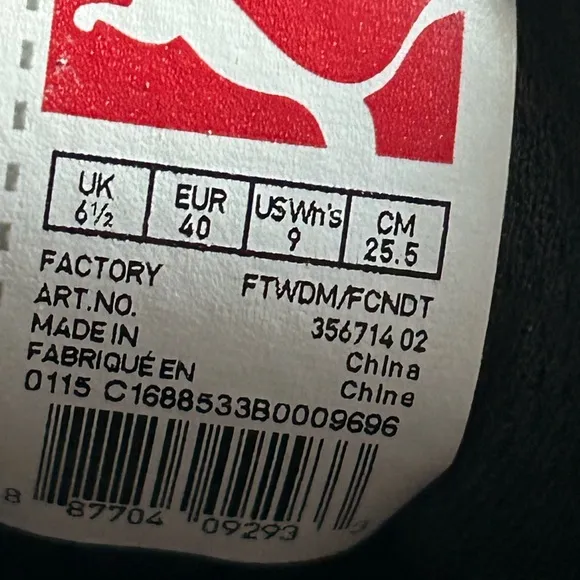 UK EUR US Wn's CM
6½ 40 9 25.5
FACTORY FTWDM/FCNDT
ART.NO. 356714 02
MADE IN China
FABRIQUÉ EN Chine
0115 C1688533B0009696
8 87704 09293